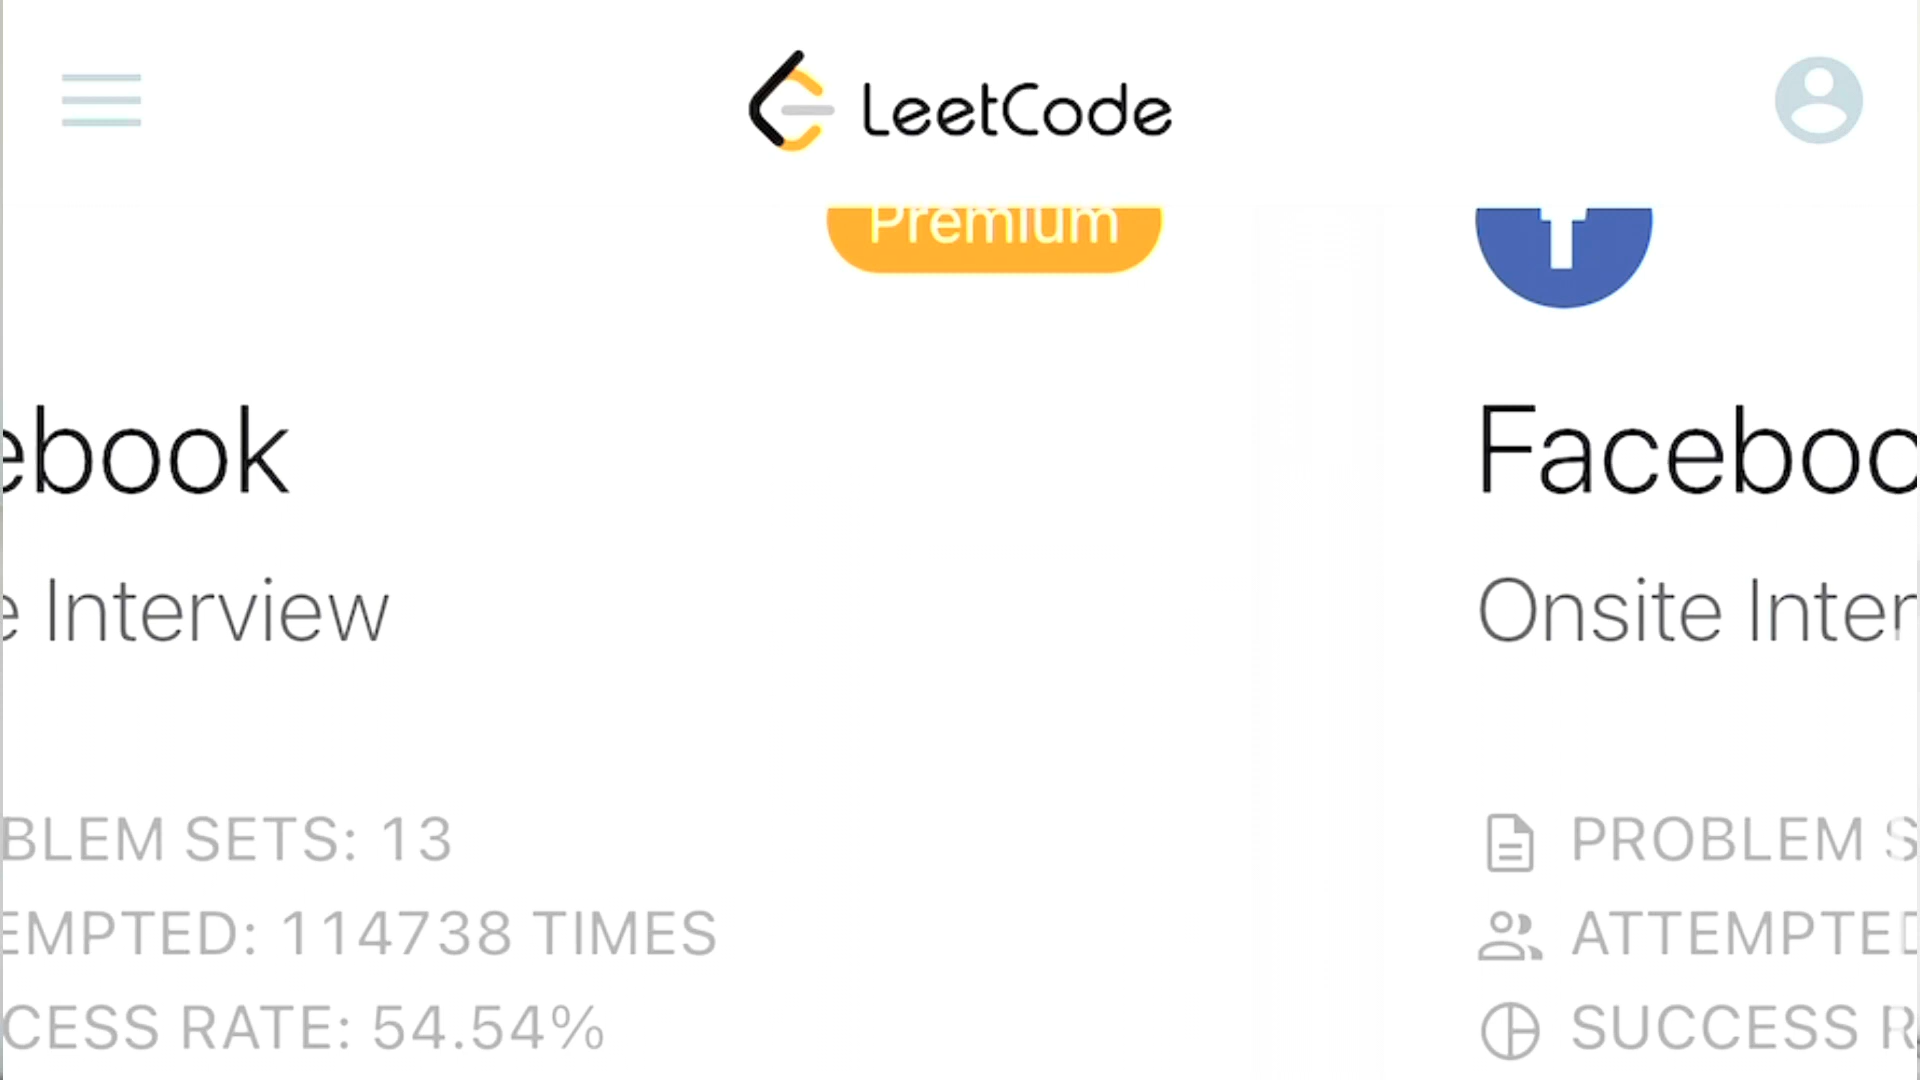 LeetCode
Premium
ebook
Faceboo
e Interview
Onsite Inter
BLEM SETS: 13
PROBLEM S
EMPTED: 114738 TIMES
ATTEMPTED
CESS RATE: 54.54%
SUCCESS R